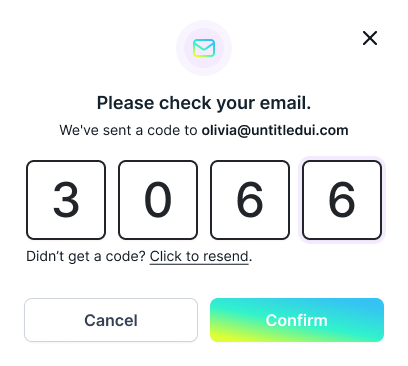 Please check your email.
We've sent a code to olivia@untitledui.com
3 0 6 6
Didn't get a code? Click to resend.
Cancel Confirm